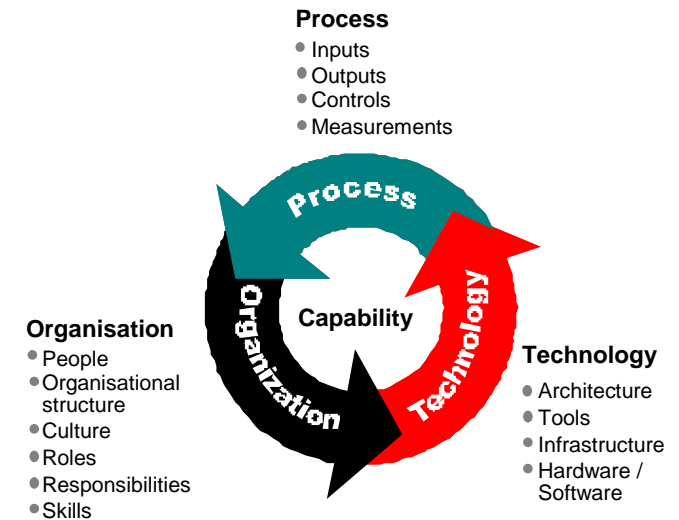 Process
Inputs
Outputs
Controls
Measurements
Process
Organization
Technology
Capability
Organisation
People
Organisational
structure
Culture
Roles
Responsibilities
Skills
Technology
Architecture
Tools
Infrastructure
Hardware /
Software